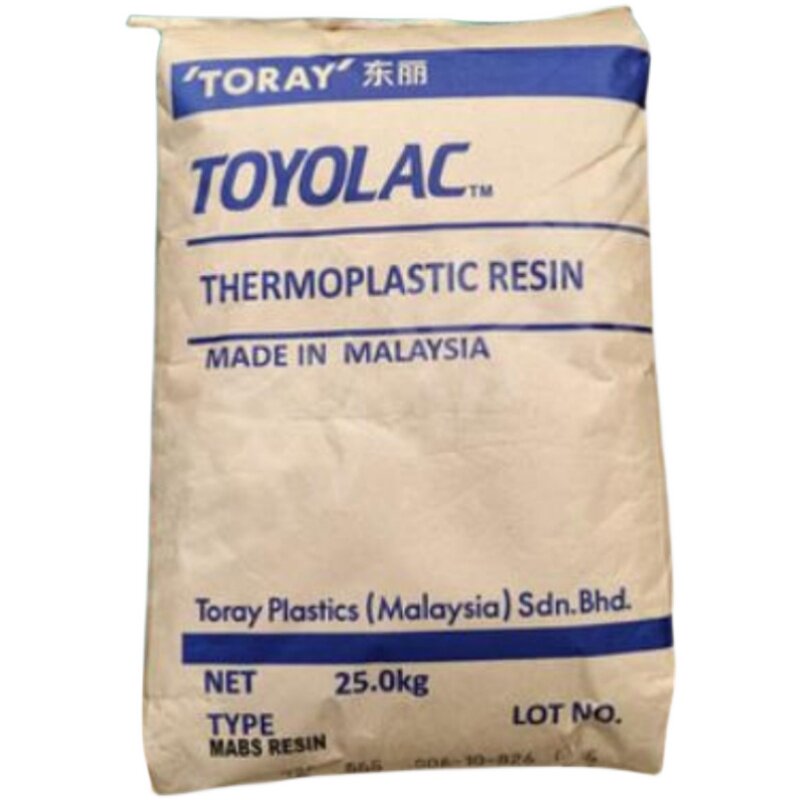 'TORAY' 东丽
TOYOLAC™
THERMOPLASTIC RESIN
MADE IN MALAYSIA
Toray Plastics (Malaysia) Sdn.Bhd.
NET 25.0kg
TYPE LOT NO.
MABS RESIN